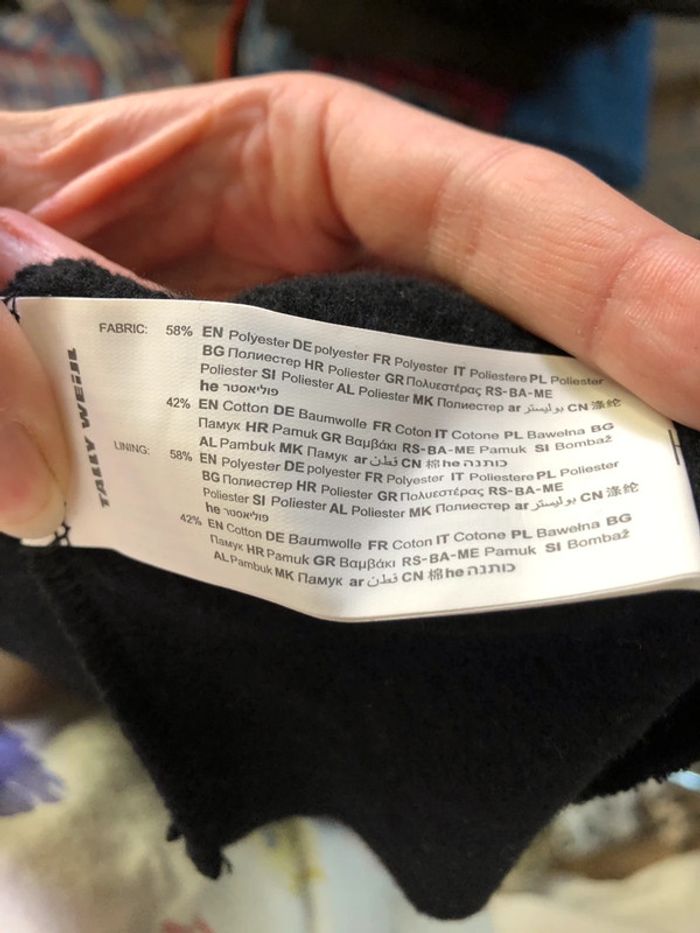 TALLY WEiJL
FABRIC: 58% EN Polyester DE polyester FR Polyester IT Poliestere PL Poliester
BG Полиестер HR Poliester GR Πολυεστέρας RS-BA-ME
Poliester SI Poliester AL Poliester MK Полиестер ar بوليستر CN 涤纶
he פוליאסטר
42% EN Cotton DE Baumwolle FR Coton IT Cotone PL Bawełna BG
Памук HR Pamuk GR Βαμβάκι RS-BA-ME Pamuk SI Bombaž
AL Pambuk MK Памук ar قطن CN 棉 he כותנה
LINING: 58% EN Polyester DE polyester FR Polyester IT Poliestere PL Poliester
BG Полиестер HR Poliester GR Πολυεστέρας RS-BA-ME
Poliester SI Poliester AL Poliester MK Полиестер ar بوليستر CN 涤纶
he פוליאסטר
42% EN Cotton DE Baumwolle FR Coton IT Cotone PL Bawełna BG
Памук HR Pamuk GR Βαμβάκι RS-BA-ME Pamuk SI Bombaž
AL Pambuk MK Памук ar قطن CN 棉 he כותנה